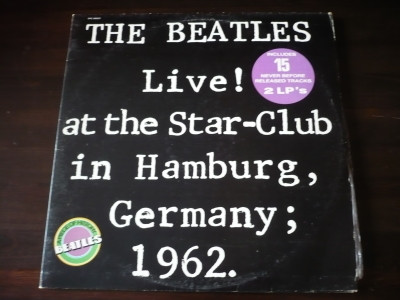 THE BEATLES
Live!
INCLUDES
15
NEVER BEFORE
RELEASED TRACKS
2 LP's
at the Star-Club
in Hamburg,
Germany;
BEATLES
1962.